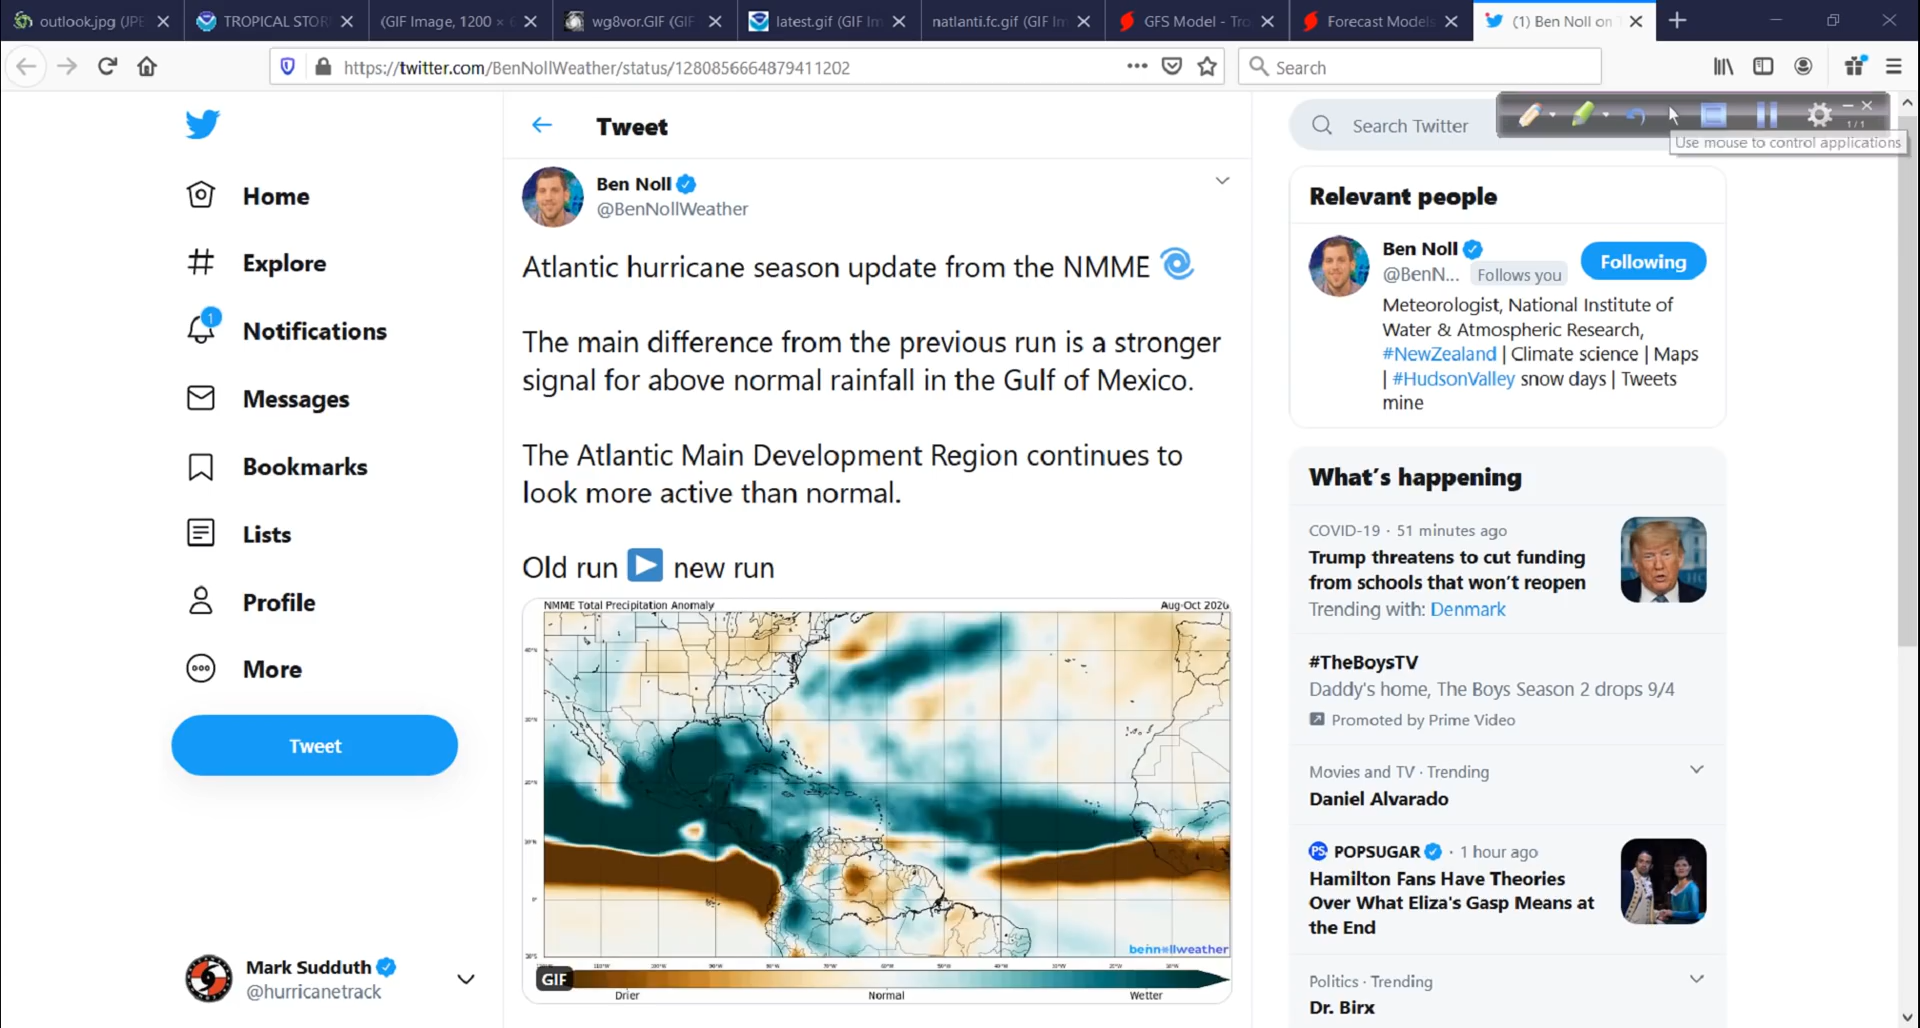 outlook.jpg (JPE
TROPICAL STOR
(GIF Image, 1200 × 6
wg8vor.GIF (GIF
latest.gif (GIF Im
natlanti.fc.gif (GIF Im
GFS Model - Tro
Forecast Models
(1) Ben Noll on T
https://twitter.com/BenNollWeather/status/1280856664879411202
Search
Search Twitter
1/1
Use mouse to control applications
Home
Explore
1
Notifications
Messages
Bookmarks
Lists
Profile
More
Tweet
Mark Sudduth
@hurricanetrack
Tweet
Ben Noll
@BenNollWeather
Atlantic hurricane season update from the NMME
The main difference from the previous run is a stronger
signal for above normal rainfall in the Gulf of Mexico.
The Atlantic Main Development Region continues to
look more active than normal.
Old run ▶ new run
NMME Total Precipitation Anomaly
Aug-Oct 2020
bennollweather
GIF
Drier
Normal
Wetter
Relevant people
Ben Noll
@BenN... Follows you
Following
Meteorologist, National Institute of
Water & Atmospheric Research,
#NewZealand | Climate science | Maps
| #HudsonValley snow days | Tweets
mine
What's happening
COVID-19 · 51 minutes ago
Trump threatens to cut funding
from schools that won't reopen
Trending with: Denmark
#TheBoysTV
Daddy's home, The Boys Season 2 drops 9/4
Promoted by Prime Video
Movies and TV · Trending
Daniel Alvarado
PS POPSUGAR · 1 hour ago
Hamilton Fans Have Theories
Over What Eliza's Gasp Means at
the End
Politics · Trending
Dr. Birx